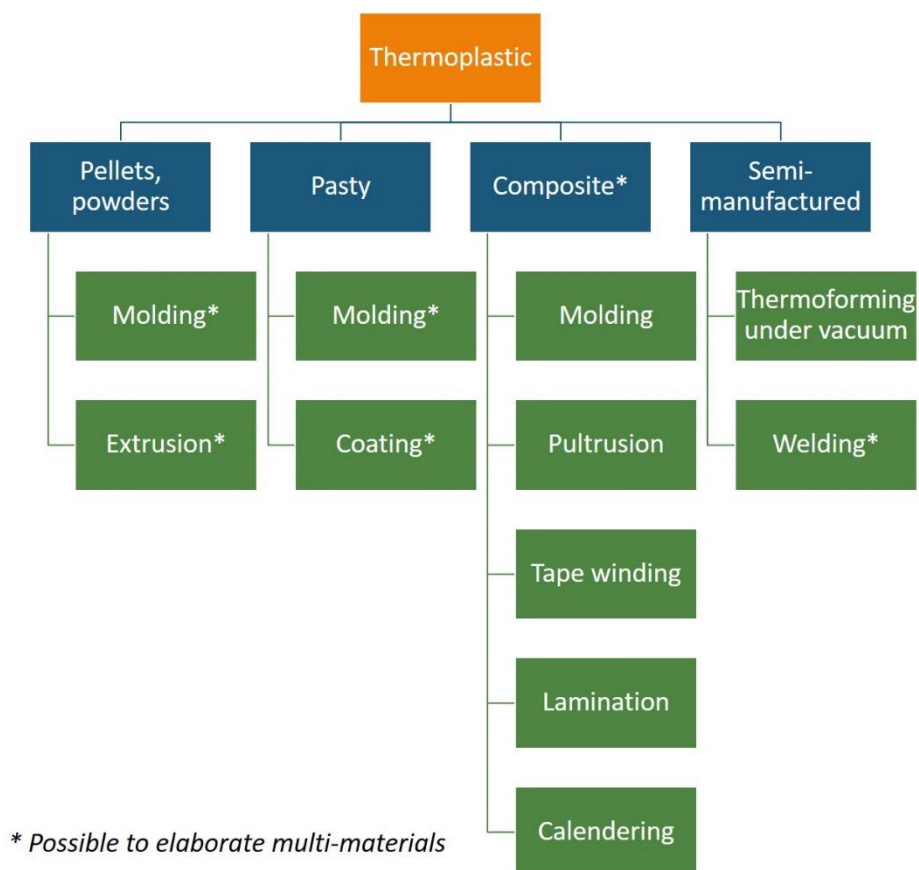 Thermoplastic
Pellets,
powders
Pasty
Composite*
Semi-
manufactured
Molding*
Molding*
Molding
Thermoforming
under vacuum
Extrusion*
Coating*
Pultrusion
Welding*
Tape winding
Lamination
Calendering
* Possible to elaborate multi-materials